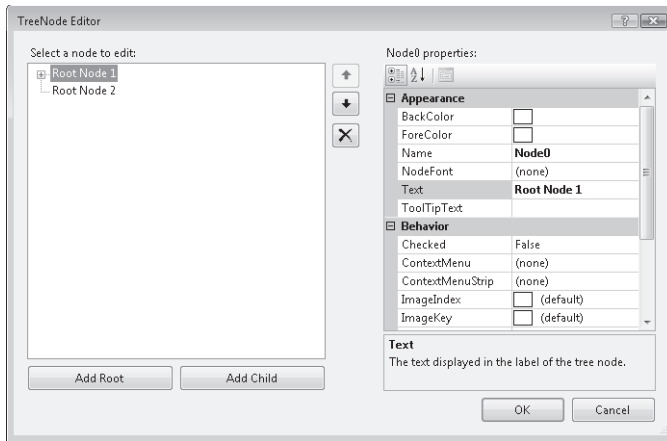 TreeNode Editor
Select a node to edit:
Root Node 1
Root Node 2
Add Root
Add Child
Node0 properties:
Appearance
BackColor
ForeColor
Name Node0
NodeFont (none)
Text Root Node 1
ToolTipText
Behavior
Checked False
ContextMenu (none)
ContextMenuStrip (none)
ImageIndex (default)
ImageKey (default)
Text
The text displayed in the label of the tree node.
OK
Cancel